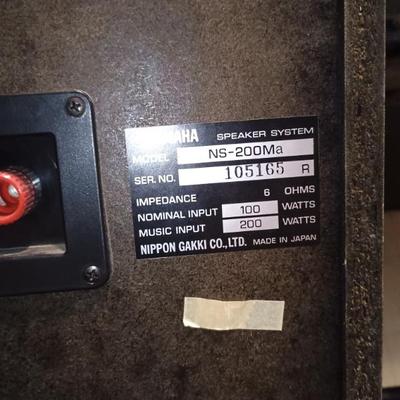 YAMAHA SPEAKER SYSTEM
MODEL NS-200Ma
SER. NO. 105165 R
IMPEDANCE 6 OHMS
NOMINAL INPUT 100 WATTS
MUSIC INPUT 200 WATTS
NIPPON GAKKI CO., LTD. MADE IN JAPAN